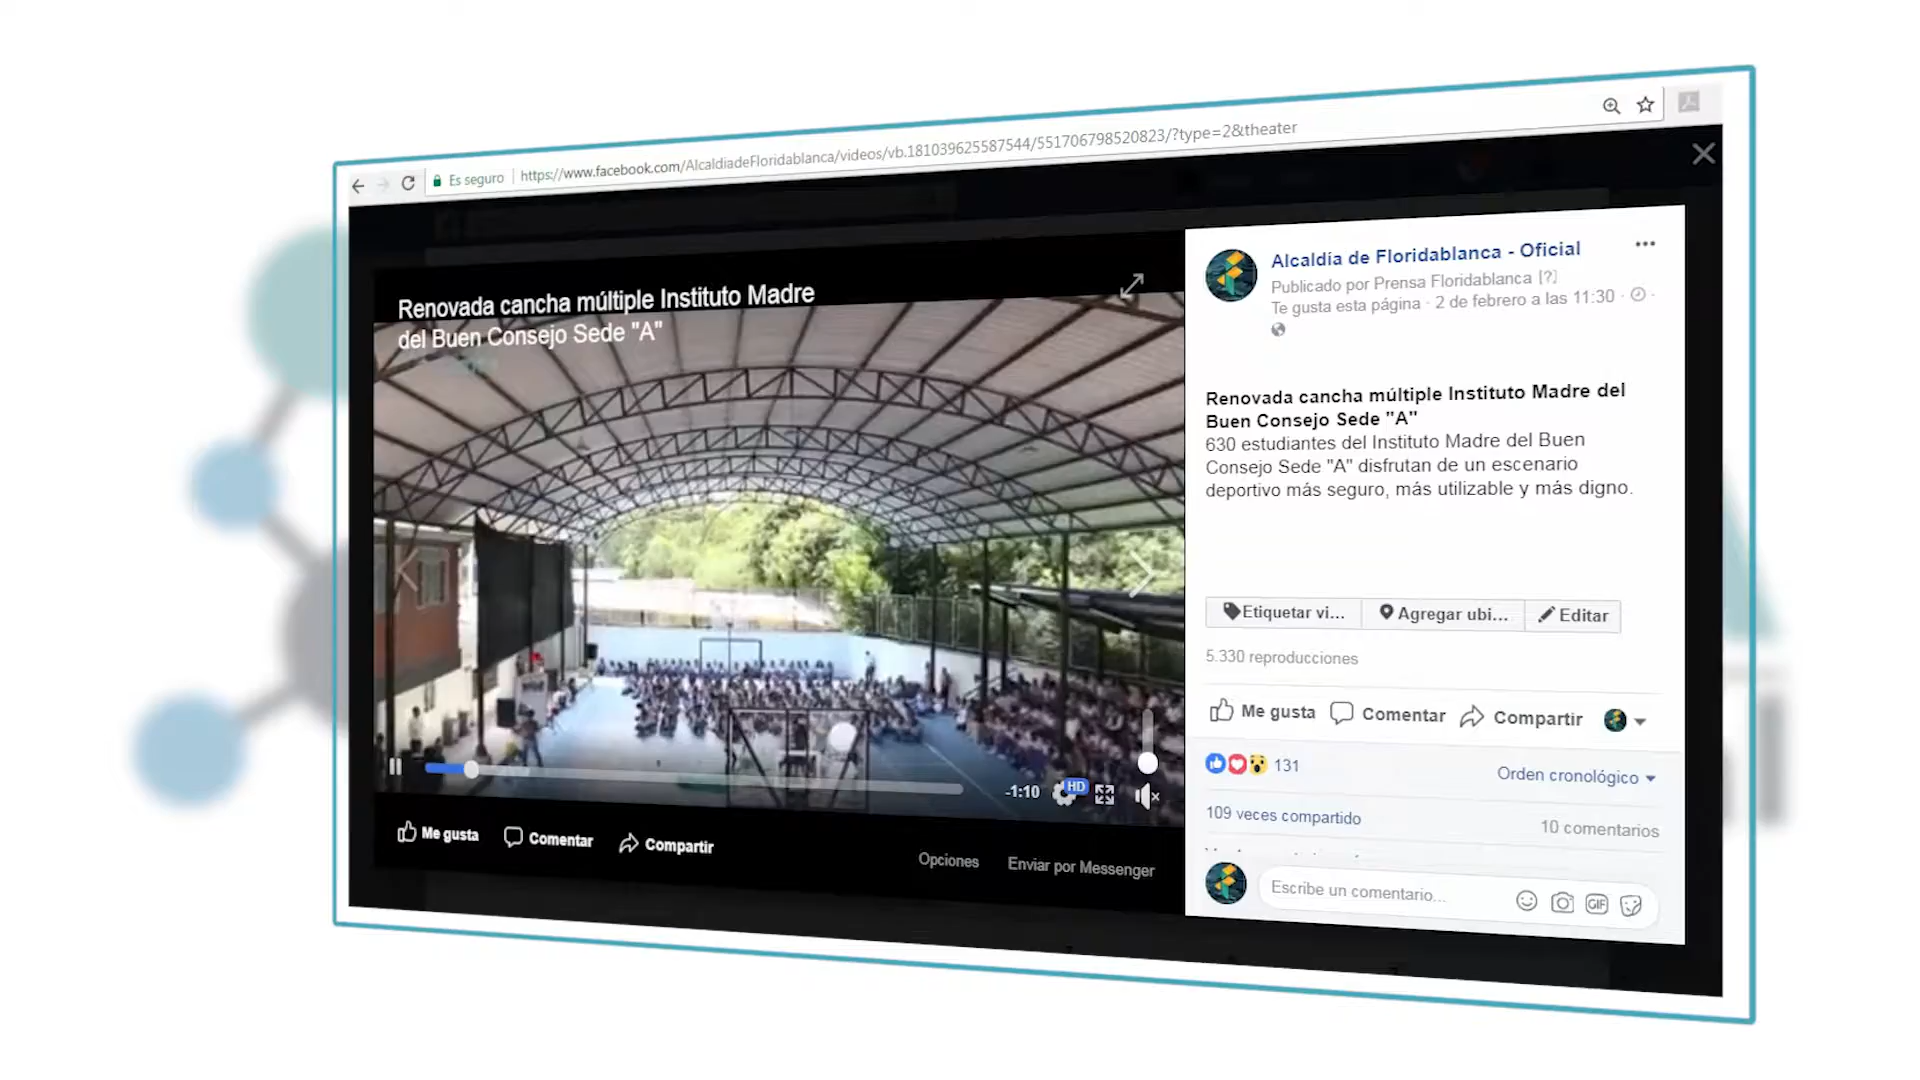 Es seguro
https://www.facebook.com/AlcaldiadeFloridablanca/videos/vb.181039625587544/551706798520823/?type=2&theater
Renovada cancha múltiple Instituto Madre
del Buen Consejo Sede "A"
-1:10
HD
Me gusta
Comentar
Compartir
Opciones
Enviar por Messenger
Alcaldía de Floridablanca - Oficial
Publicado por Prensa Floridablanca [?]
Te gusta esta página · 2 de febrero a las 11:30 ·
Renovada cancha múltiple Instituto Madre del
Buen Consejo Sede "A"
630 estudiantes del Instituto Madre del Buen
Consejo Sede "A" disfrutan de un escenario
deportivo más seguro, más utilizable y más digno.
Etiquetar vi...
Agregar ubi...
Editar
5.330 reproducciones
Me gusta
Comentar
Compartir
131
Orden cronológico
109 veces compartido
10 comentarios
Escribe un comentario...
GIF